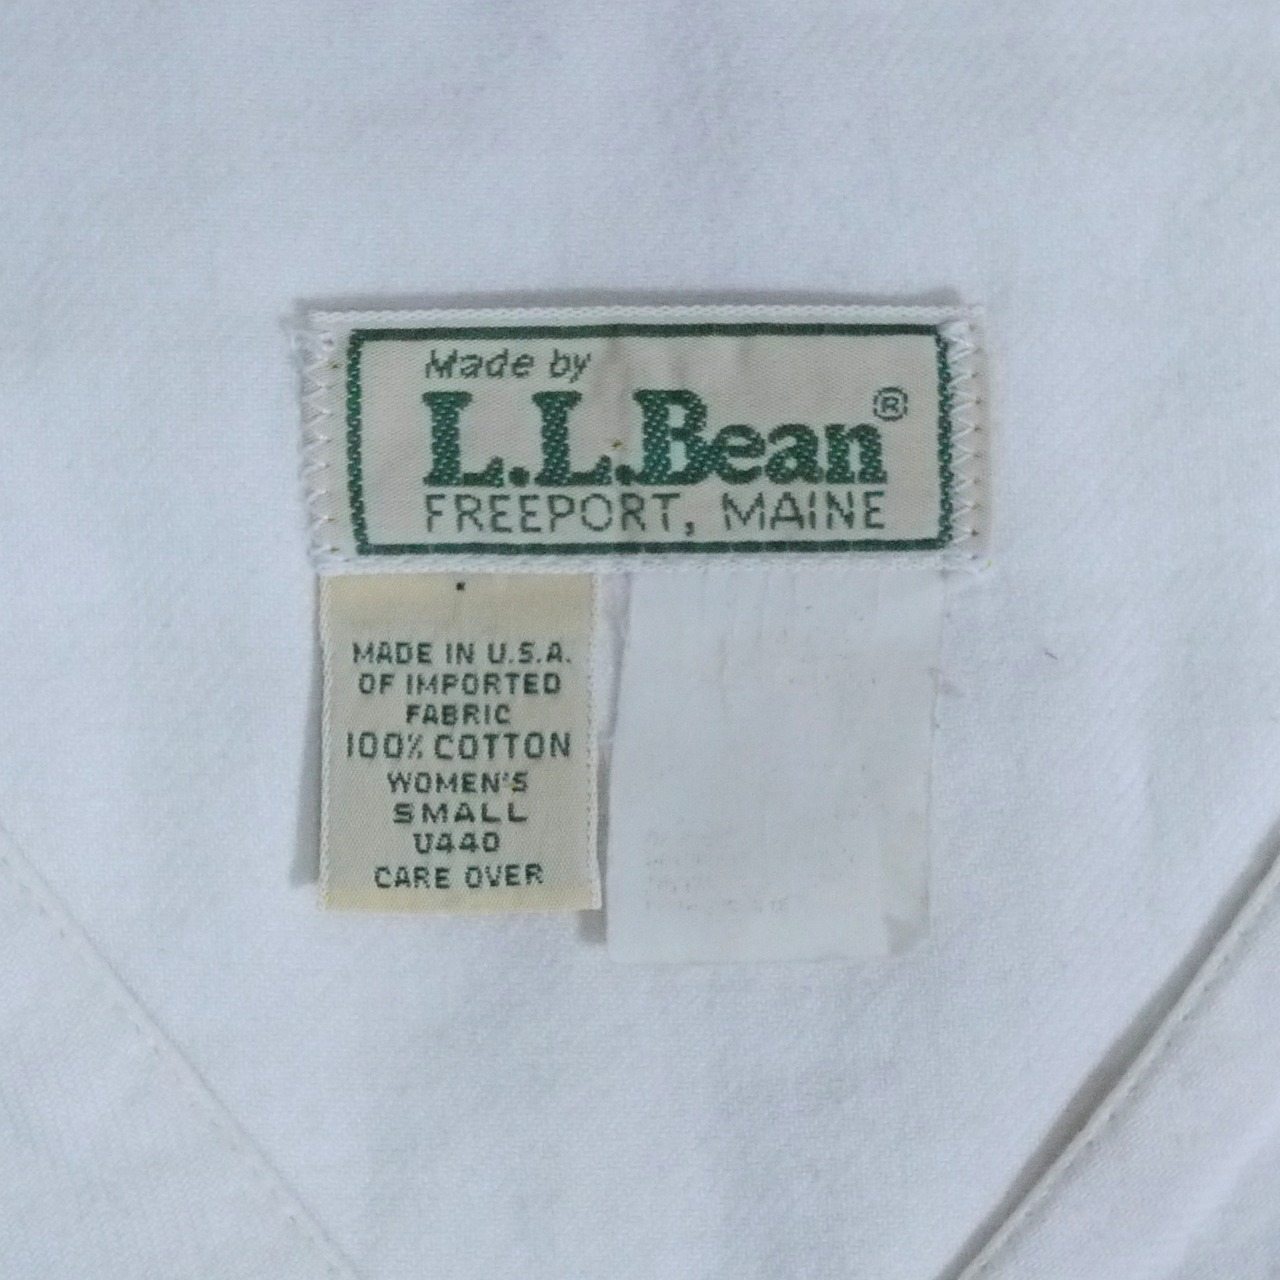 Made by
L.L.Bean®
FREEPORT, MAINE
MADE IN U.S.A.
OF IMPORTED
FABRIC
100% COTTON
WOMEN'S
SMALL
U440
CARE OVER